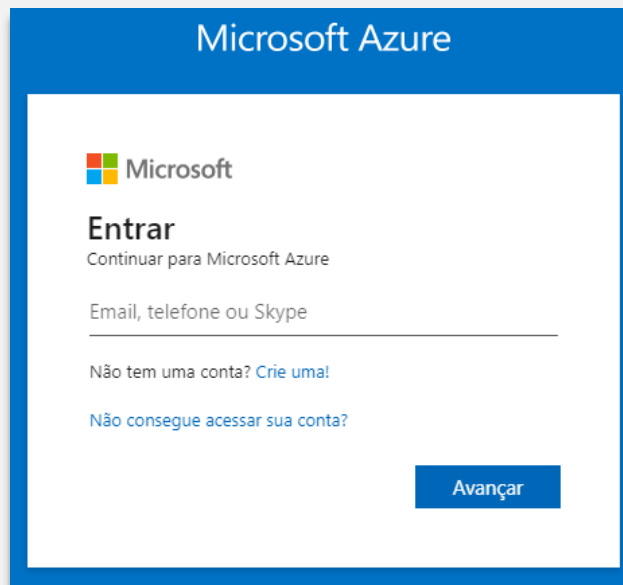 Microsoft Azure
Microsoft
Entrar
Continuar para Microsoft Azure
Email, telefone ou Skype
Não tem uma conta? Crie uma!
Não consegue acessar sua conta?
Avançar